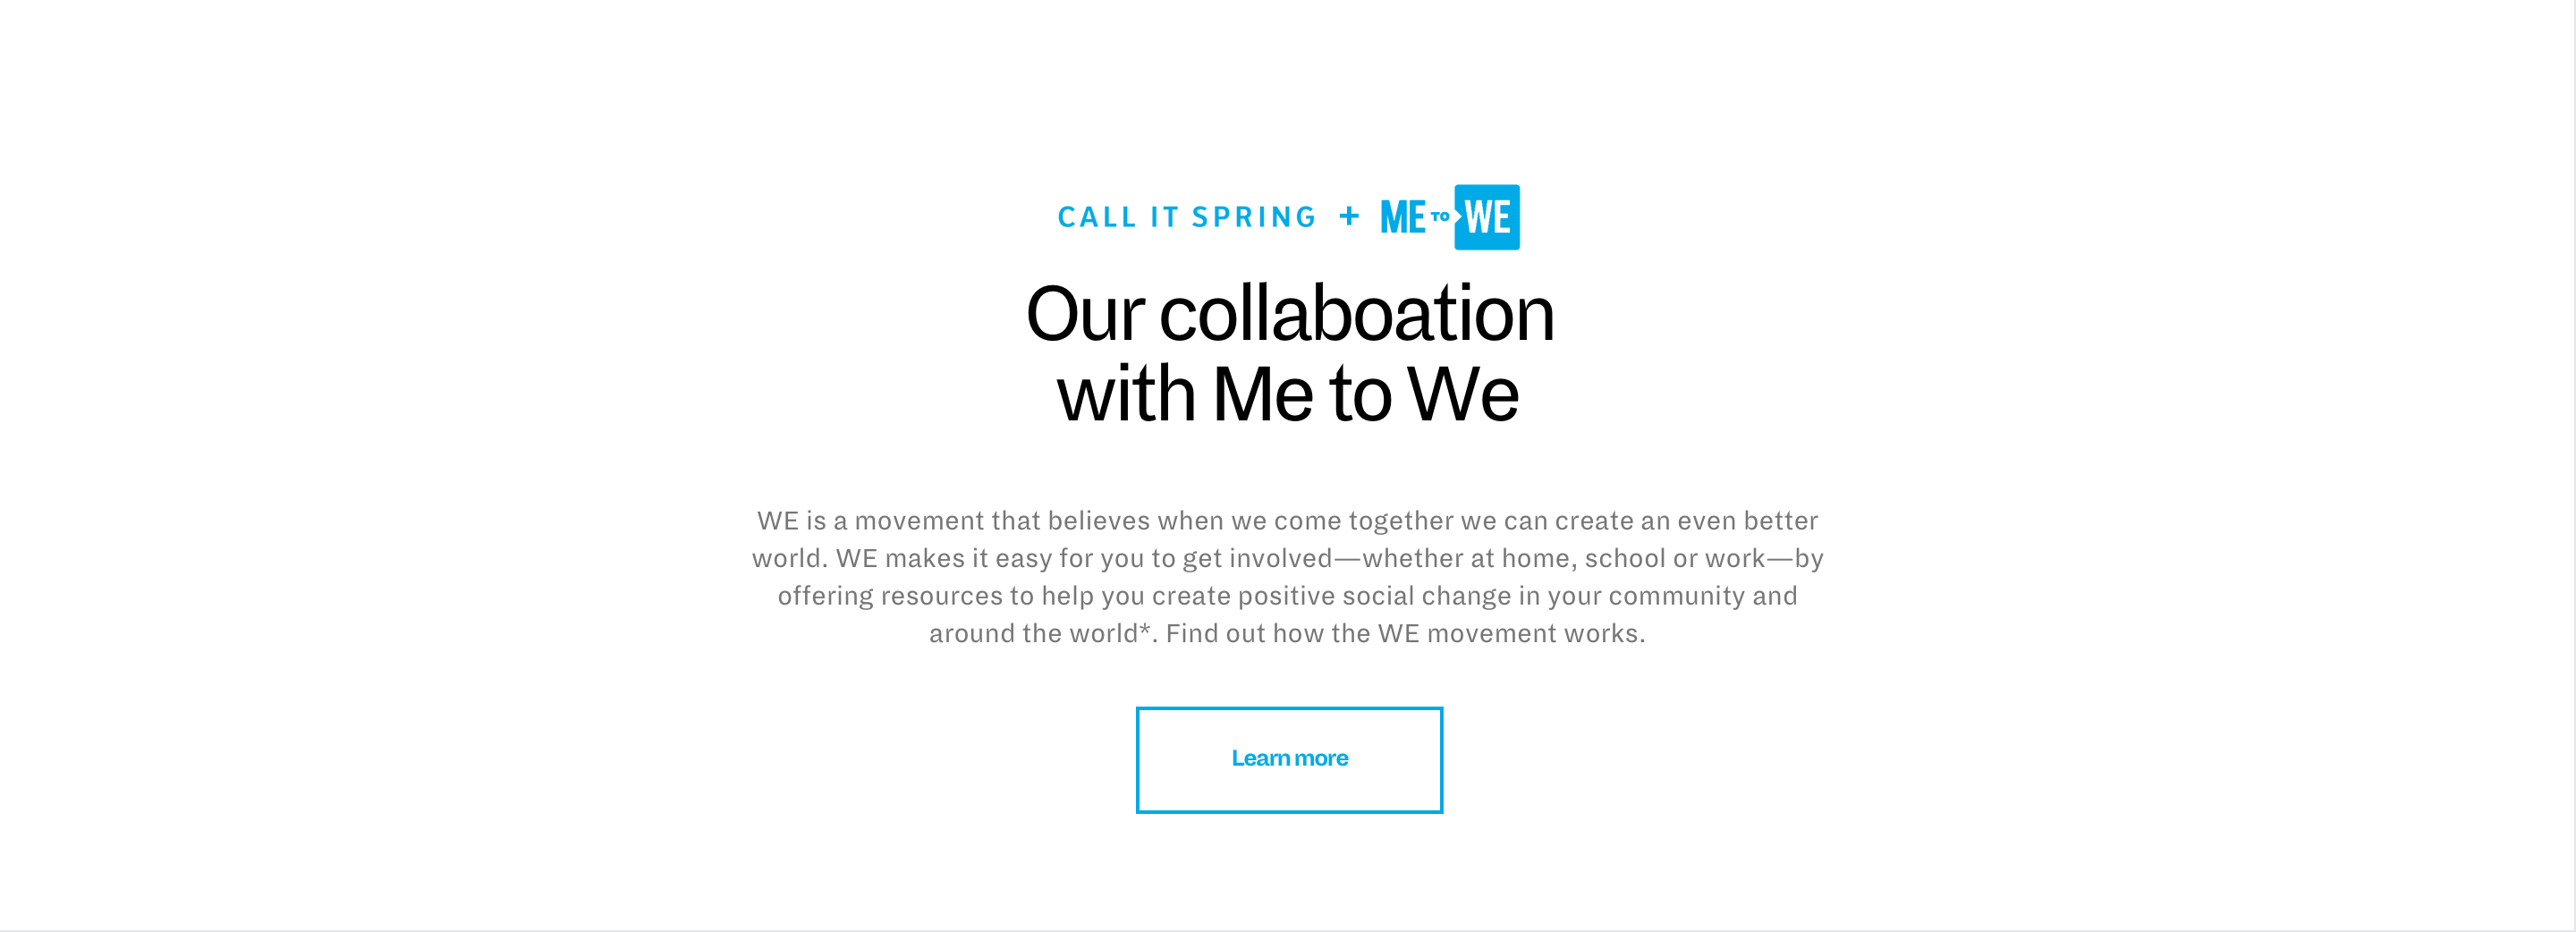 CALL IT SPRING + ME TO WE
Our collaboation
with Me to We
WE is a movement that believes when we come together we can create an even better
world. WE makes it easy for you to get involved—whether at home, school or work—by
offering resources to help you create positive social change in your community and
around the world*. Find out how the WE movement works.
Learn more